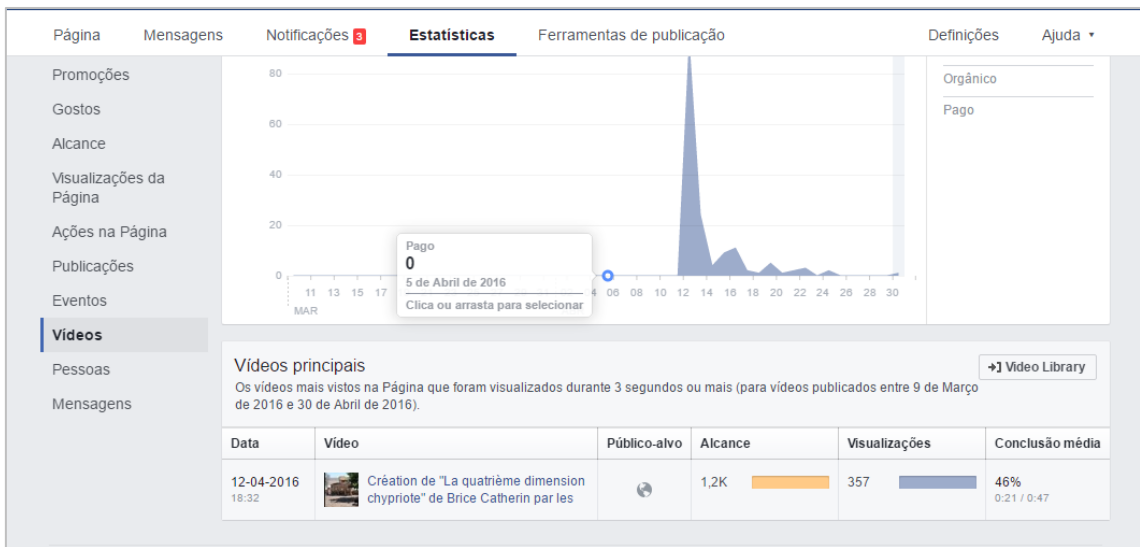 Página Mensagens Notificações 3 Estatísticas Ferramentas de publicação Definições Ajuda
Promoções
Gostos
Alcance
Visualizações da
Página
Ações na Página
Publicações
Eventos
Vídeos
Pessoas
Mensagens
80
60
40
20
0
Pago
0
5 de Abril de 2016
Clica ou arrasta para selecionar
11 13 15 17 4 06 08 10 12 14 16 18 20 22 24 26 28 30
MAR
Orgânico
Pago
Vídeos principais
Video Library
Os vídeos mais vistos na Página que foram visualizados durante 3 segundos ou mais (para vídeos publicados entre 9 de Março
de 2016 e 30 de Abril de 2016).
Data Vídeo Público-alvo Alcance Visualizações Conclusão média
12-04-2016
18:32
Création de "La quatrième dimension
chypriote" de Brice Catherin par les
1,2K
357
46%
0:21 / 0:47